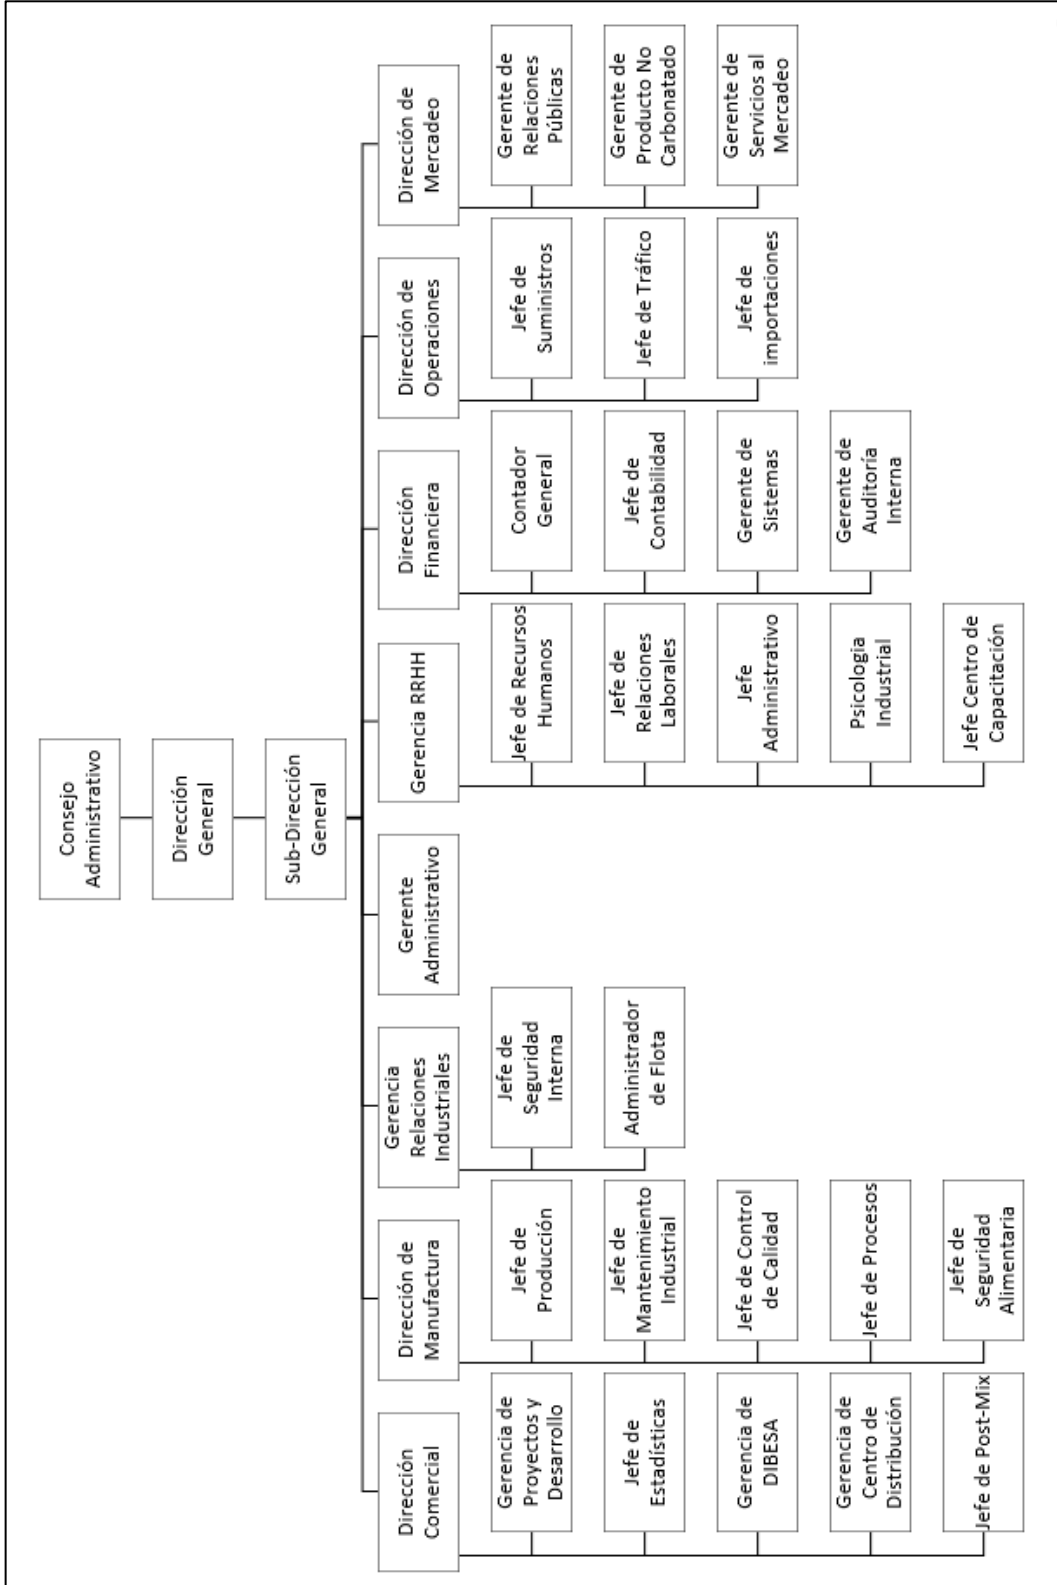 Consejo
Administrativo
Dirección
General
Sub-Dirección
General
Dirección
Comercial
Gerencia de
Proyectos y
Desarrollo
Jefe de
Estadísticas
Gerencia de
DIBESA
Gerencia de
Centro de
Distribución
Jefe de Post-Mix
Dirección de
Manufactura
Jefe de
Producción
Jefe de
Mantenimiento
Industrial
Jefe de Control
de Calidad
Jefe de Procesos
Jefe de
Seguridad
Alimentaria
Gerencia
Relaciones
Industriales
Jefe de
Seguridad
Interna
Administrador
de Flota
Gerente
Administrativo
Gerencia RRHH
Jefe de Recursos
Humanos
Jefe de
Relaciones
Laborales
Jefe
Administrativo
Psicologia
Industrial
Jefe Centro de
Capacitación
Dirección
Financiera
Contador
General
Jefe de
Contabilidad
Gerente de
Sistemas
Gerente de
Auditoría
Interna
Dirección de
Operaciones
Jefe de
Suministros
Jefe de Tráfico
Jefe de
importaciones
Dirección de
Mercadeo
Gerente de
Relaciones
Públicas
Gerente de
Producto No
Carbonatado
Gerente de
Servicios al
Mercadeo